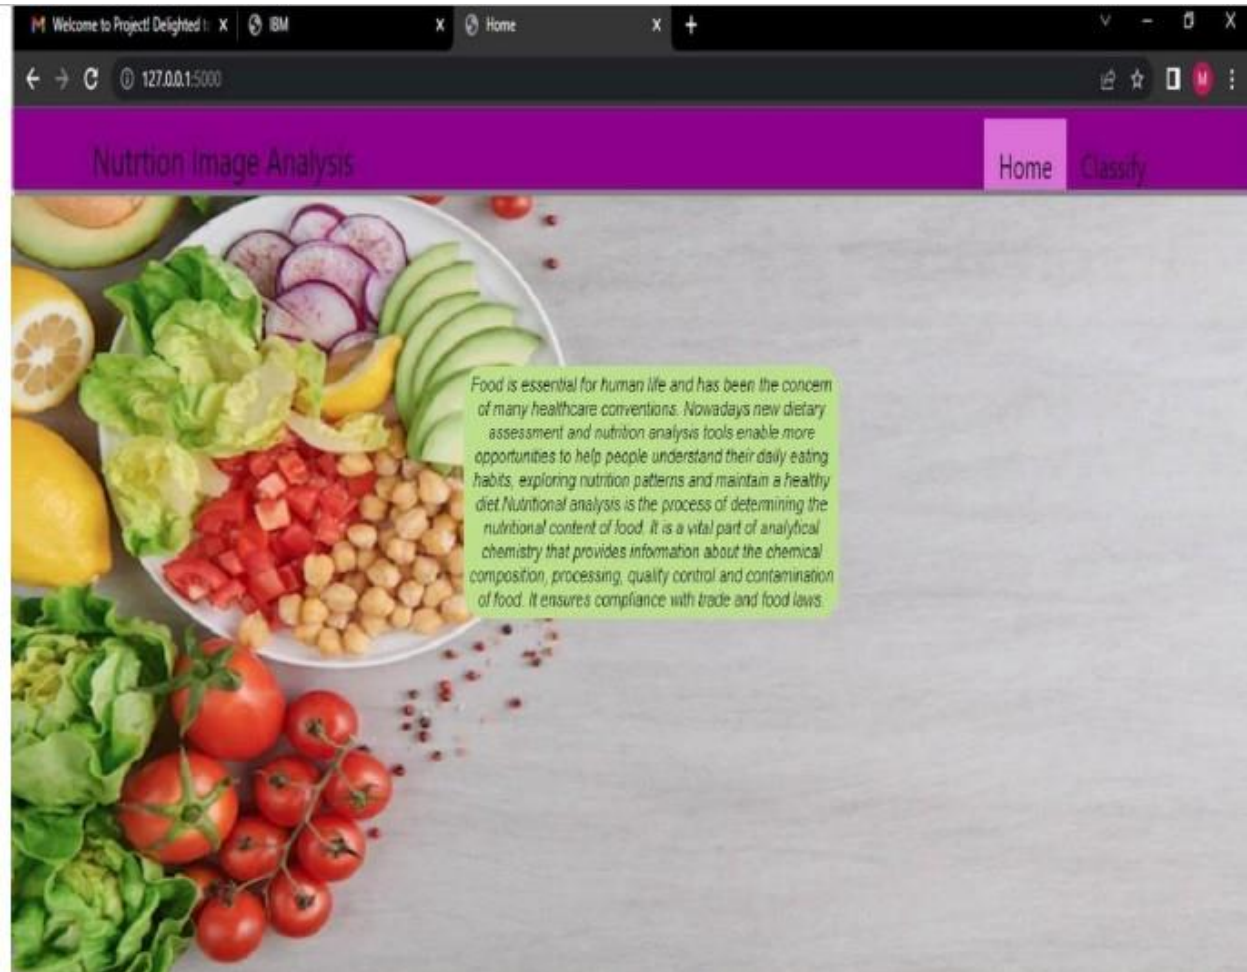 Welcome to Project! Delighted t
IBM
Home
127.0.0.1:5000
M
Nutrtion Image Analysis
Home
Classify
Food is essential for human life and has been the concern
of many healthcare conventions. Nowadays new dietary
assessment and nutrition analysis tools enable more
opportunities to help people understand their daily eating
habits, exploring nutrition patterns and maintain a healthy
diet.Nutritional analysis is the process of determining the
nutritional content of food. It is a vital part of analytical
chemistry that provides information about the chemical
composition, processing, quality control and contamination
of food. It ensures compliance with trade and food laws.